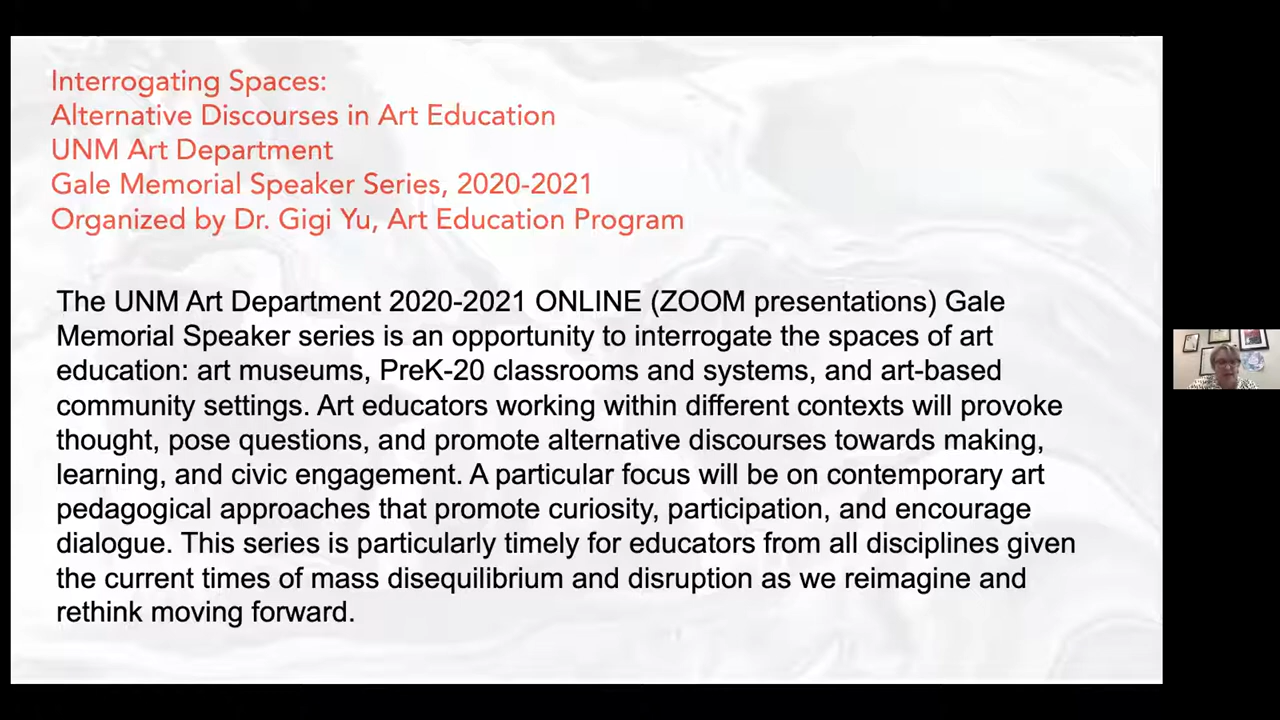 Interrogating Spaces:
Alternative Discourses in Art Education
UNM Art Department
Gale Memorial Speaker Series, 2020-2021
Organized by Dr. Gigi Yu, Art Education Program
The UNM Art Department 2020-2021 ONLINE (ZOOM presentations) Gale
Memorial Speaker series is an opportunity to interrogate the spaces of art
education: art museums, PreK-20 classrooms and systems, and art-based
community settings. Art educators working within different contexts will provoke
thought, pose questions, and promote alternative discourses towards making,
learning, and civic engagement. A particular focus will be on contemporary art
pedagogical approaches that promote curiosity, participation, and encourage
dialogue. This series is particularly timely for educators from all disciplines given
the current times of mass disequilibrium and disruption as we reimagine and
rethink moving forward.